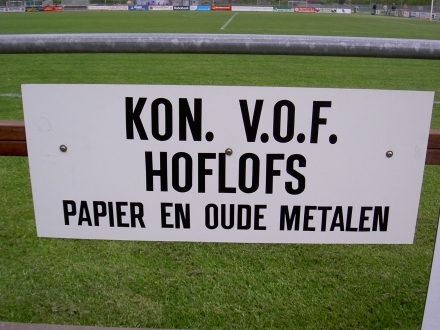 KON. V.O.F.
HOFLOFS
PAPIER EN OUDE METALEN